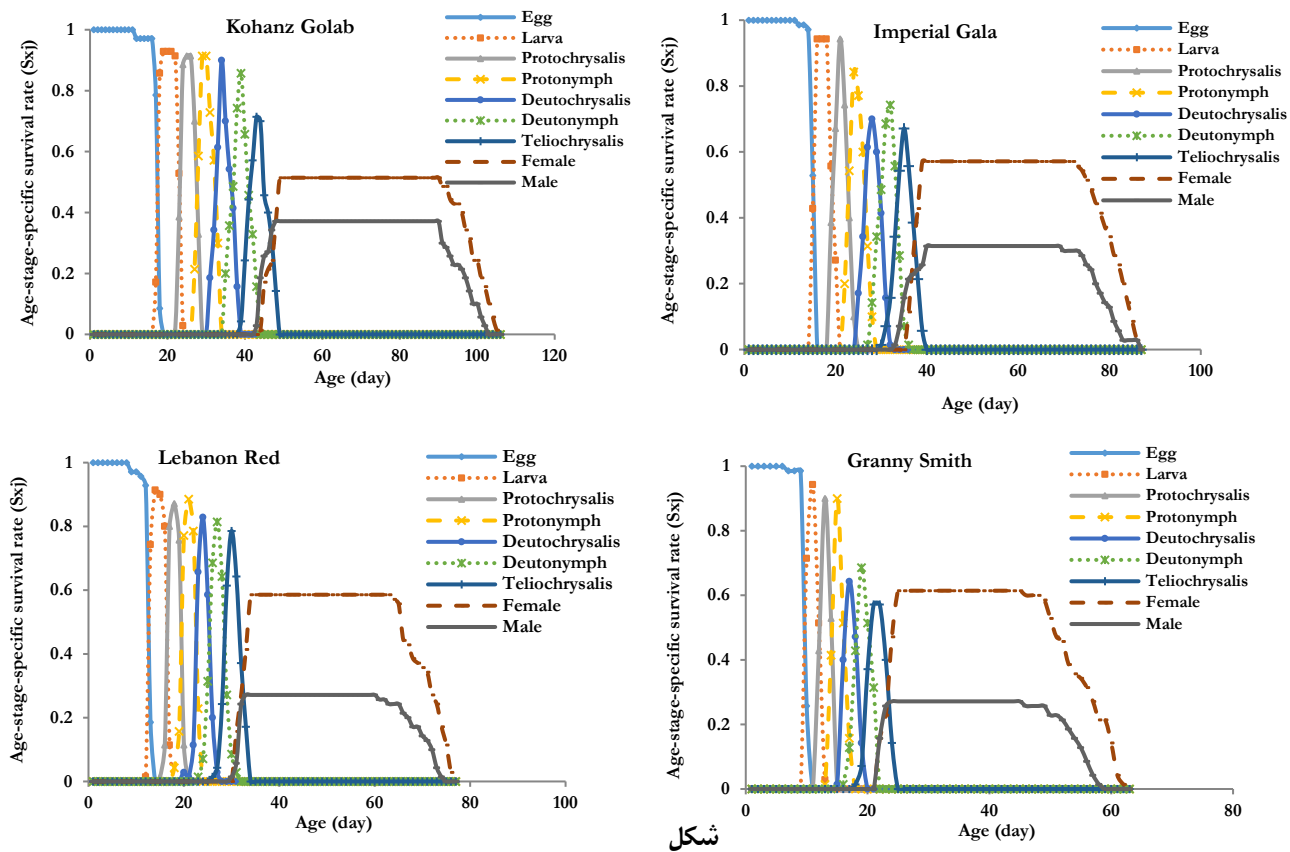 Kohanz Golab
Age-stage-specific survival rate (Sxj)
1
0.8
0.6
0.4
0.2
0
0
20
40
60
80
100
120
Age (day)
Egg
Larva
Protochrysalis
Protonymph
Deutochrysalis
Deutonymph
Teliochrysalis
Female
Male
Imperial Gala
Age-stage-specific survival rate (Sxj)
1
0.8
0.6
0.4
0.2
0
0
20
40
60
80
100
Age (day)
Egg
Larva
Protochrysalis
Protonymph
Deutochrysalis
Deutonymph
Teliochrysalis
Female
Male
Lebanon Red
Age-stage-specific survival rate (Sxj)
1
0.8
0.6
0.4
0.2
0
0
20
40
60
80
100
Age (day)
Egg
Larva
Protochrysalis
Protonymph
Deutochrysalis
Deutonymph
Teliochrysalis
Female
Male
Granny Smith
Age-stage-specific survival rate (Sxj)
1
0.8
0.6
0.4
0.2
0
0
20
40
60
80
Age (day)
Egg
Larva
Protochrysalis
Protonymph
Deutochrysalis
Deutonymph
Teliochrysalis
Female
Male
شکل